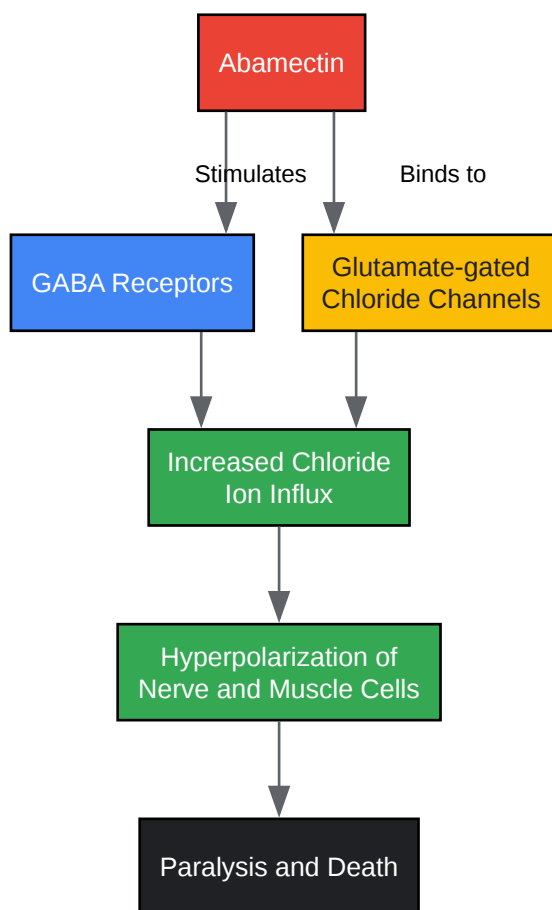 Abamectin
Stimulates
Binds to
GABA Receptors
Glutamate-gated
Chloride Channels
Increased Chloride
Ion Influx
Hyperpolarization of
Nerve and Muscle Cells
Paralysis and Death